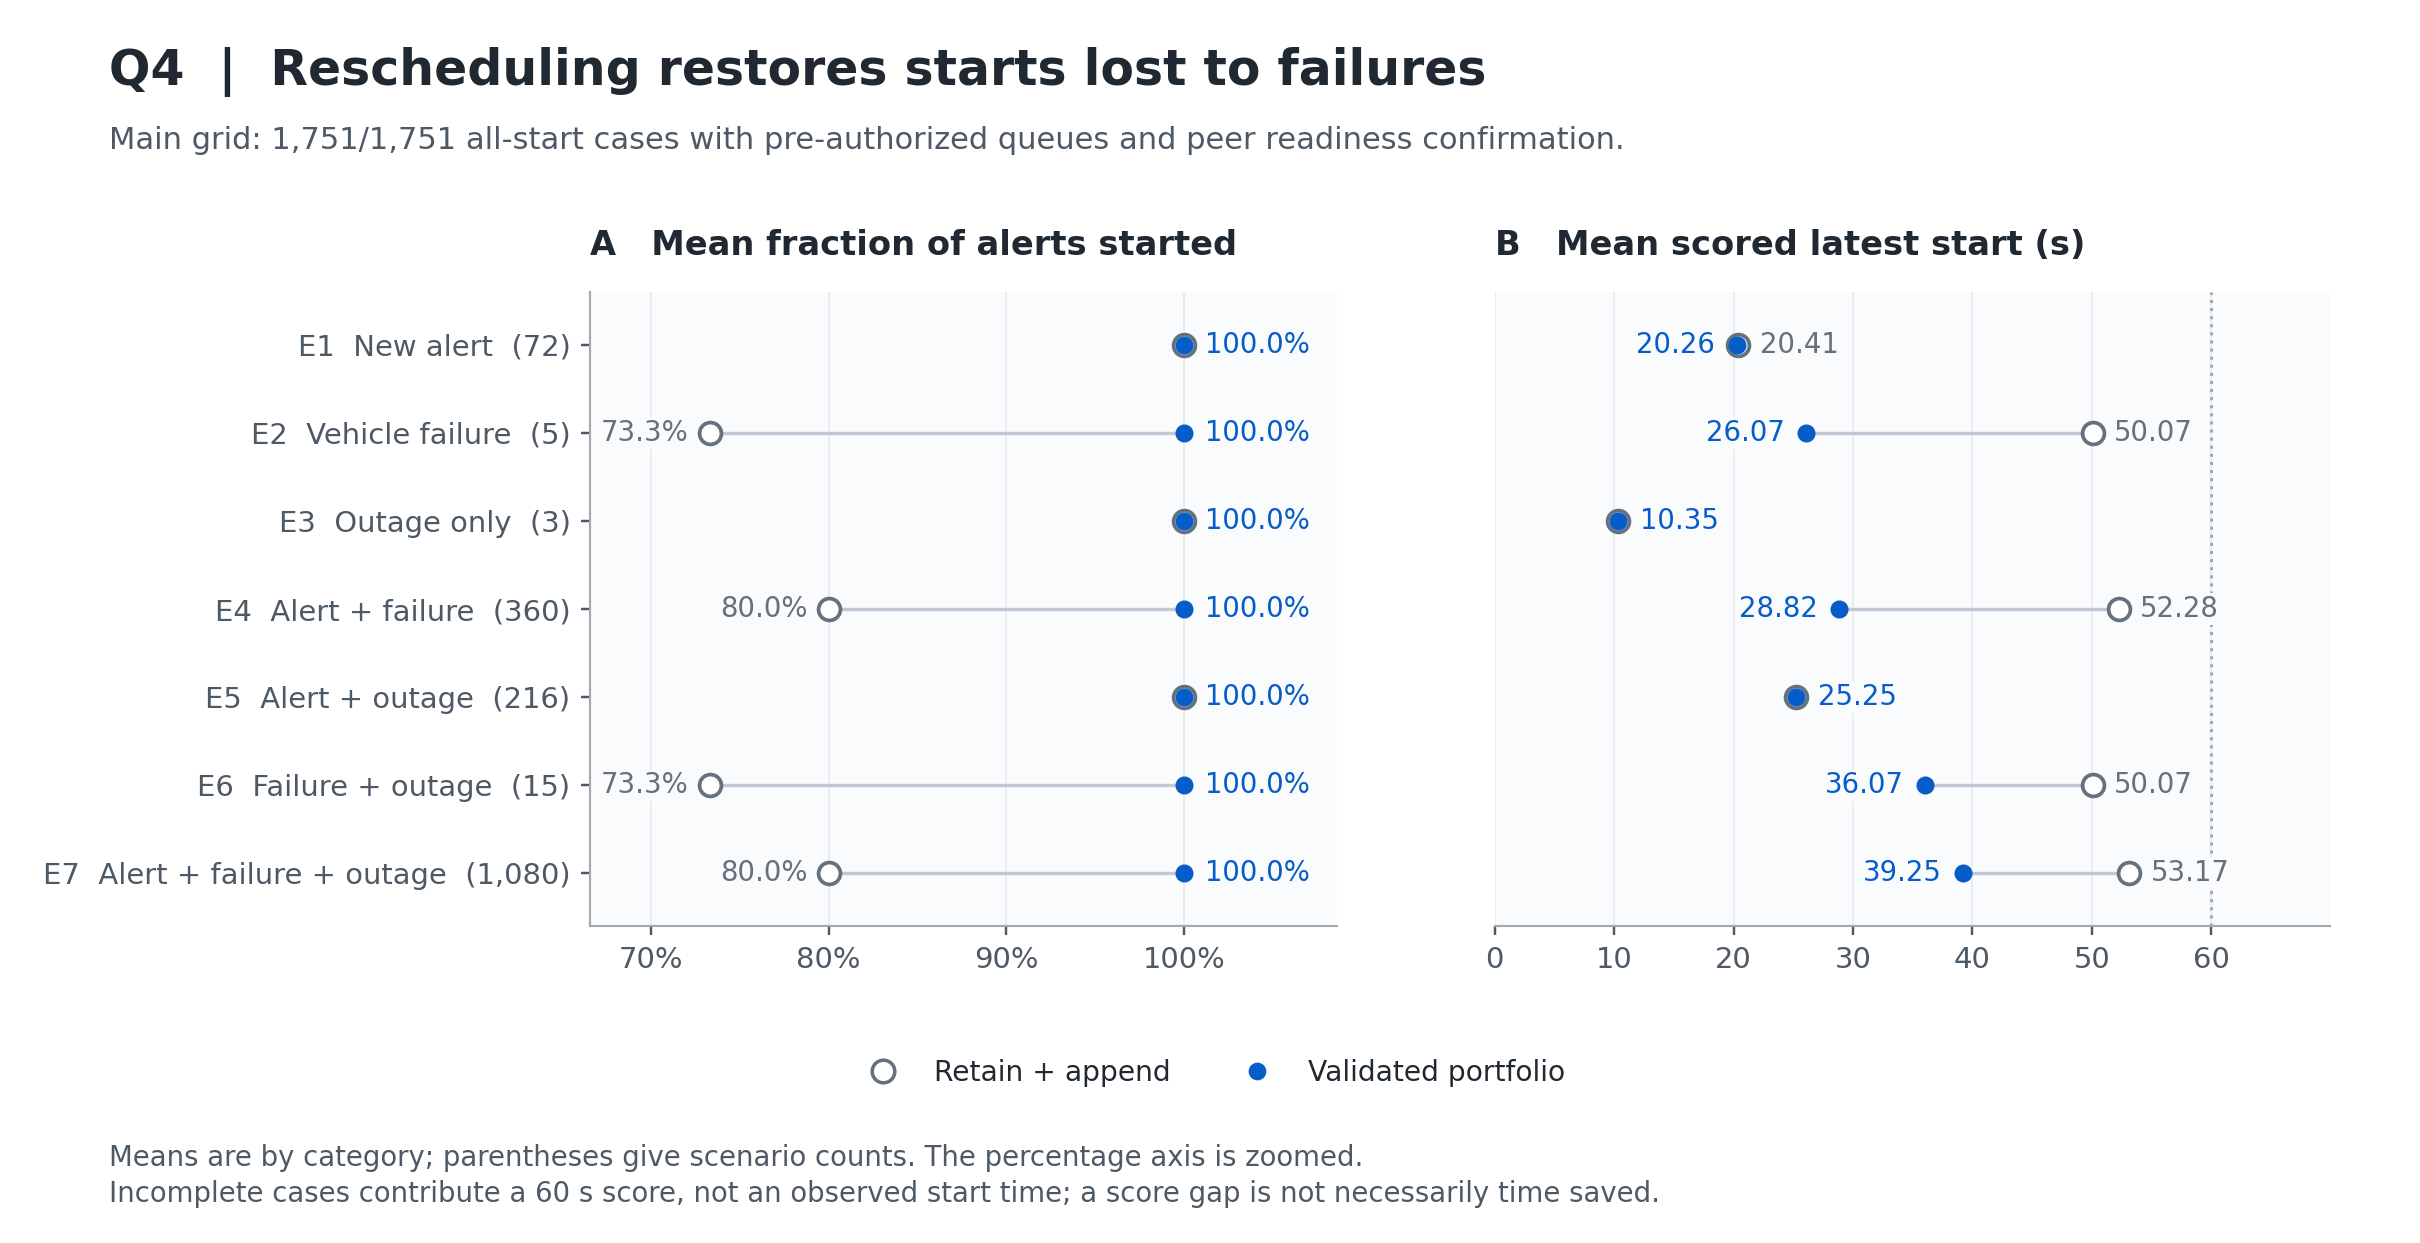 Q4 | Rescheduling restores starts lost to failures
Main grid: 1,751/1,751 all-start cases with pre-authorized queues and peer readiness confirmation.
A Mean fraction of alerts started
E1 New alert (72)
100.0%
E2 Vehicle failure (5)
73.3%
100.0%
E3 Outage only (3)
100.0%
E4 Alert + failure (360)
80.0%
100.0%
E5 Alert + outage (216)
100.0%
E6 Failure + outage (15)
73.3%
100.0%
E7 Alert + failure + outage (1,080)
80.0%
100.0%
70% 80% 90% 100%
B Mean scored latest start (s)
20.26 20.41
26.07 50.07
10.35
28.82 52.28
25.25
36.07 50.07
39.25 53.17
0 10 20 30 40 50 60
Retain + append
Validated portfolio
Means are by category; parentheses give scenario counts. The percentage axis is zoomed.
Incomplete cases contribute a 60 s score, not an observed start time; a score gap is not necessarily time saved.